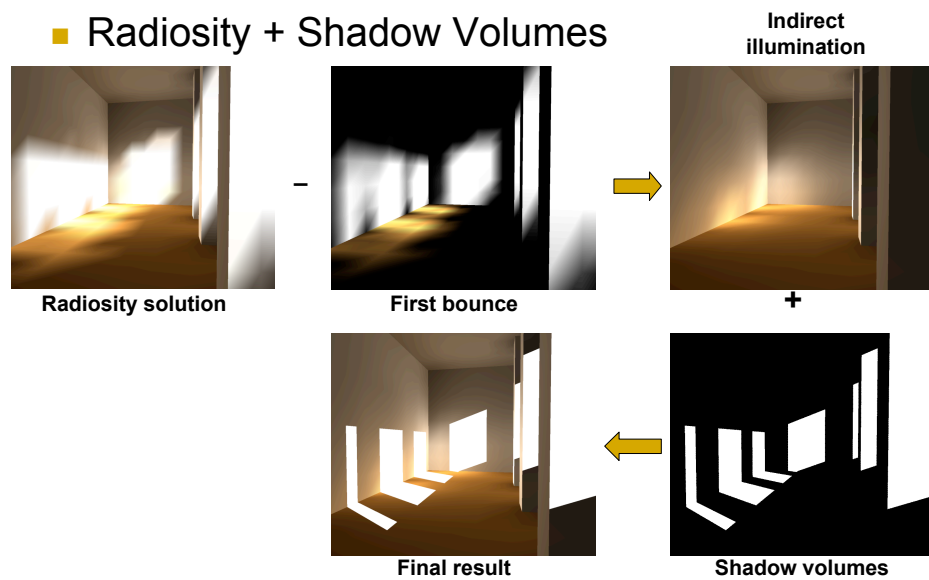 Radiosity + Shadow Volumes
Indirect
illumination
–
Radiosity solution
First bounce
+
Final result
Shadow volumes